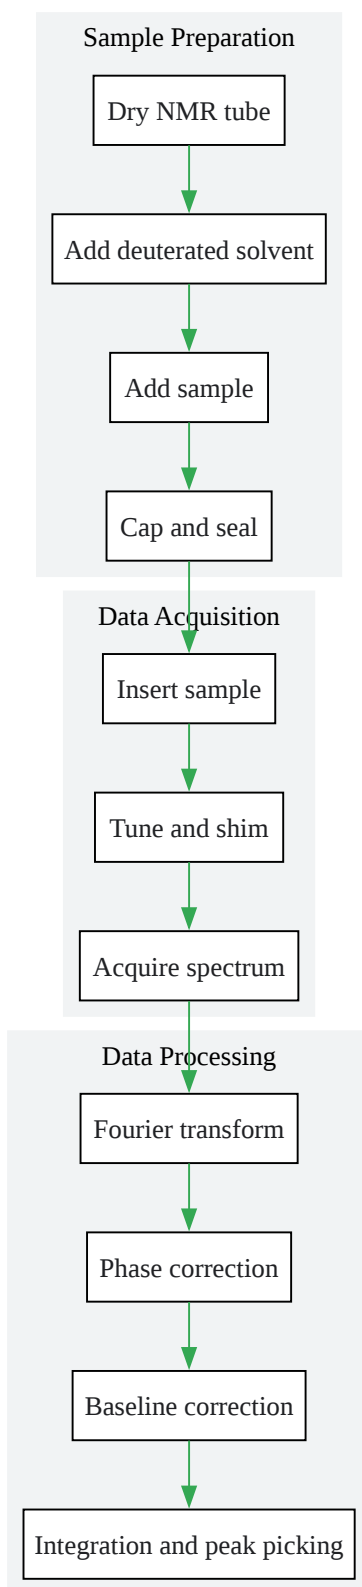 Sample Preparation
Dry NMR tube
Add deuterated solvent
Add sample
Cap and seal
Data Acquisition
Insert sample
Tune and shim
Acquire spectrum
Data Processing
Fourier transform
Phase correction
Baseline correction
Integration and peak picking